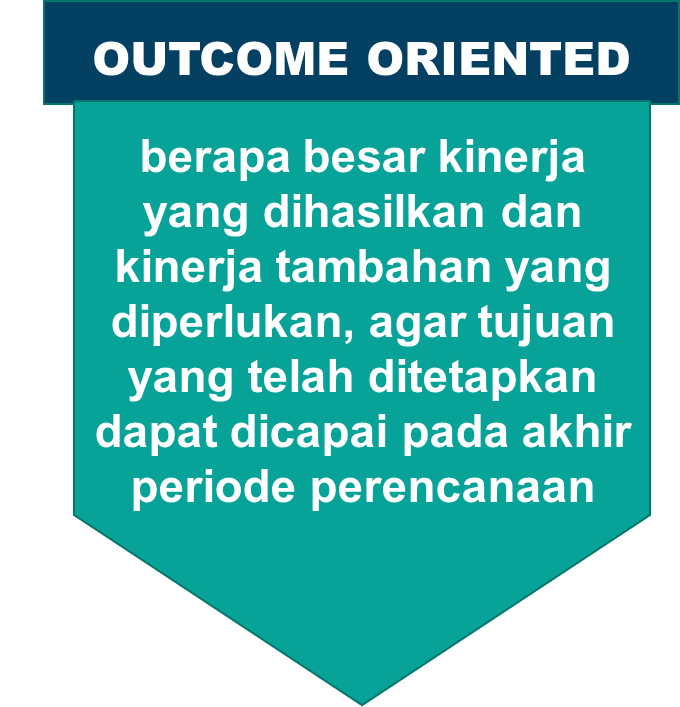 OUTCOME ORIENTED
berapa besar kinerja
yang dihasilkan dan
kinerja tambahan yang
diperlukan, agar tujuan
yang telah ditetapkan
dapat dicapai pada akhir
periode perencanaan